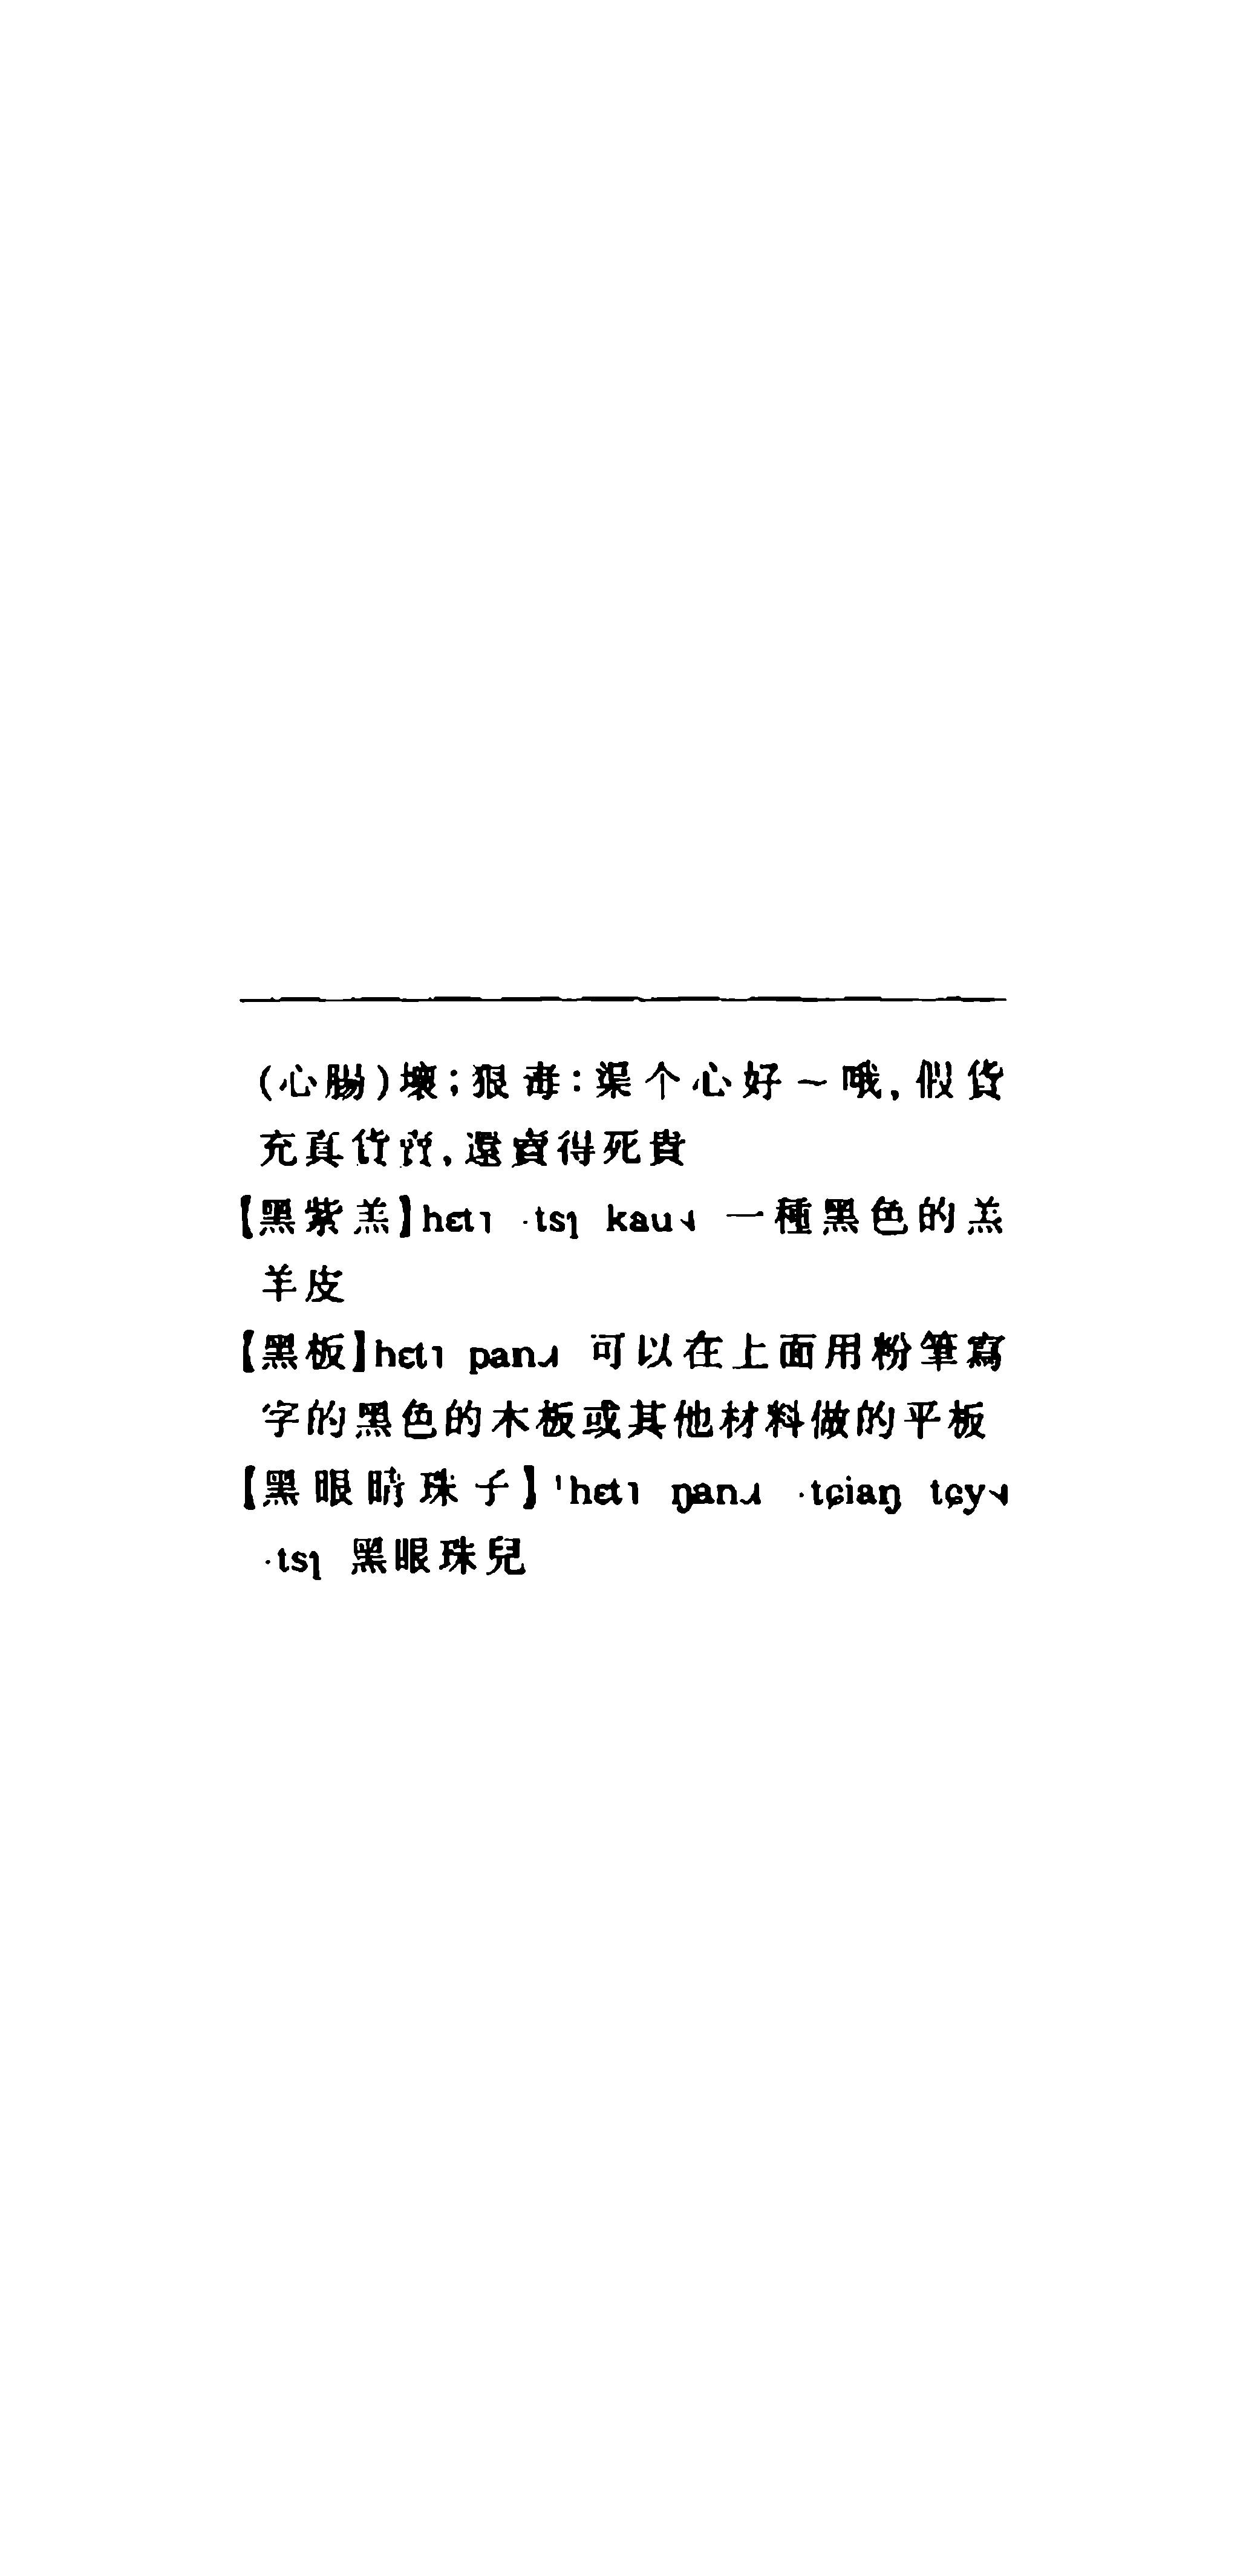 (心腸)壞;狠毒:渠个心好~哦,假貨
充真貨賣,還賣得死貴
【黑紫羔】hɛt˥ ·tsɿ kau˨ 一種黑色的羔
羊皮
【黑板】hɛt˥ pan 可以在上面用粉筆寫
字的黑色的木板或其他材料做的平板
【黑眼睛珠子】'hɛt˥ ŋan ·tɕiaŋ tɕy
·tsɿ 黑眼珠兒